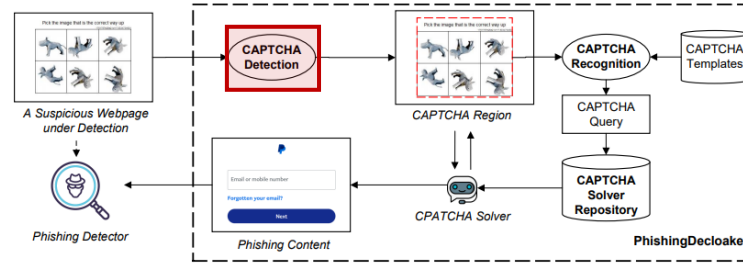 Pick the image that is the correct way up
A Suspicious Webpage
under Detection
CAPTCHA
Detection
Pick the image that is the correct way up
CAPTCHA Region
CAPTCHA
Recognition
CAPTCHA
Templates
CAPTCHA
Query
CAPTCHA
Solver
Repository
CPATCHA Solver
Email or mobile number
Forgotten your email?
Next
Phishing Content
Phishing Detector
PhishingDecloake